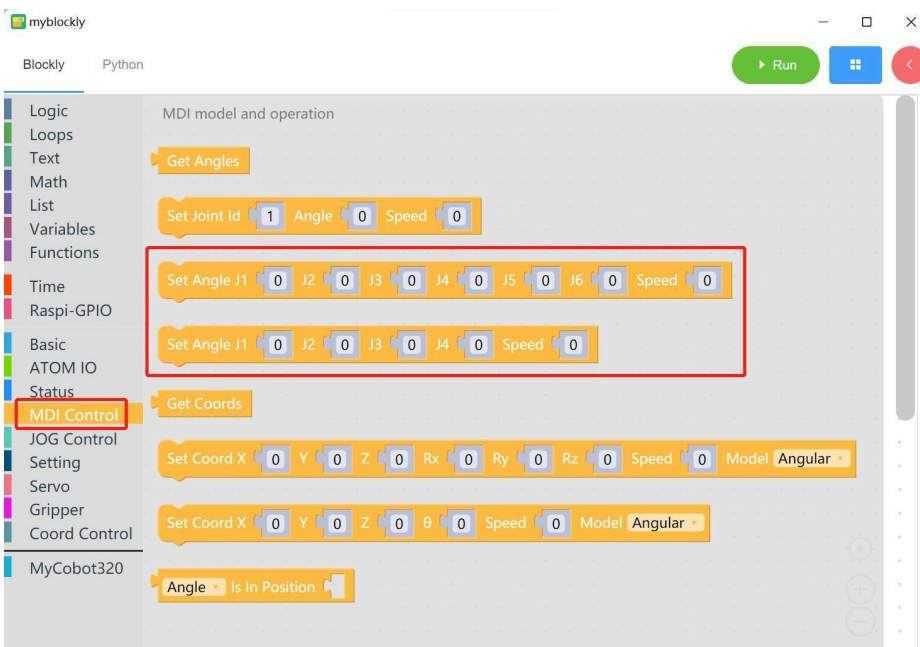 myblockly
Blockly Python
Run
Logic
Loops
Text
Math
List
Variables
Functions
Time
Raspi-GPIO
Basic
ATOM IO
Status
MDI Control
JOG Control
Setting
Servo
Gripper
Coord Control
MyCobot320
MDI model and operation
Get Angles
Set Joint Id 1 Angle 0 Speed 0
Set Angle J1 0 J2 0 J3 0 J4 0 J5 0 J6 0 Speed 0
Set Angle J1 0 J2 0 J3 0 J4 0 Speed 0
Get Coords
Set Coord X 0 Y 0 Z 0 Rx 0 Ry 0 Rz 0 Speed 0 Model Angular
Set Coord X 0 Y 0 Z 0 θ 0 Speed 0 Model Angular
Angle Is In Position